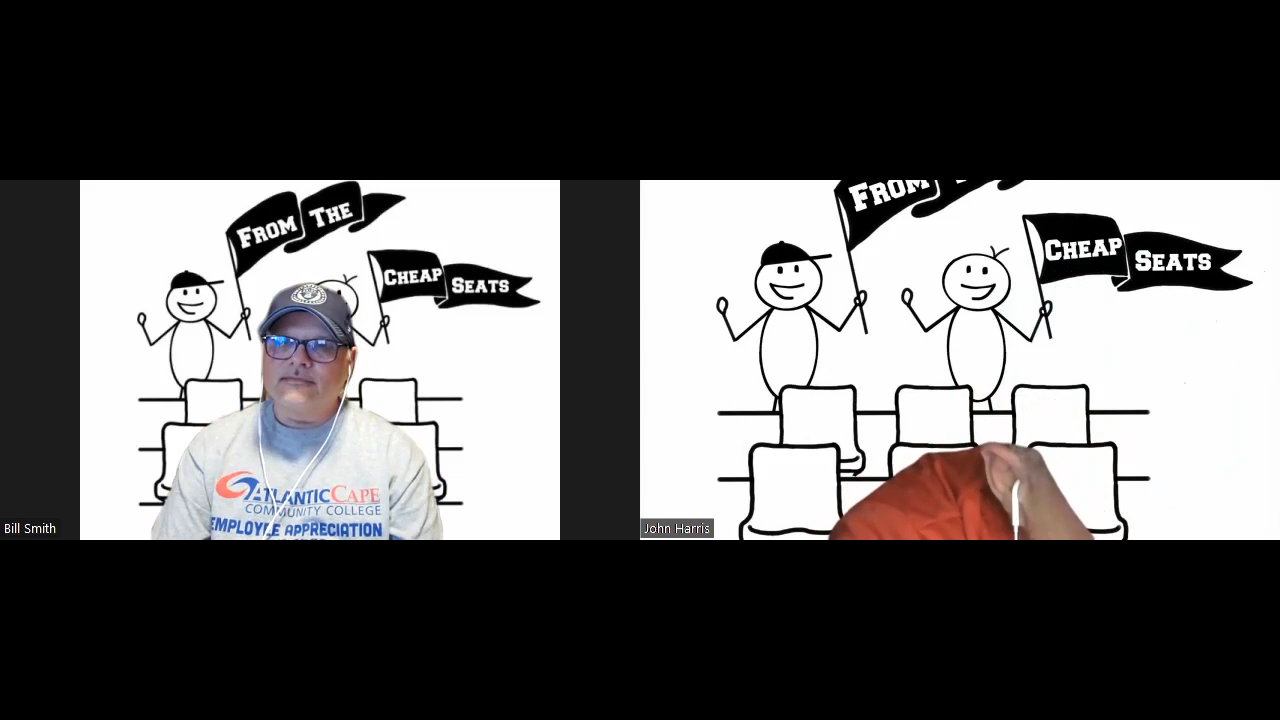 FROM THE
CHEAP SEATS
ATLANTICCAPE
COMMUNITY COLLEGE
EMPLOYEE APPRECIATION
Bill Smith
FROM
CHEAP SEATS
John Harris